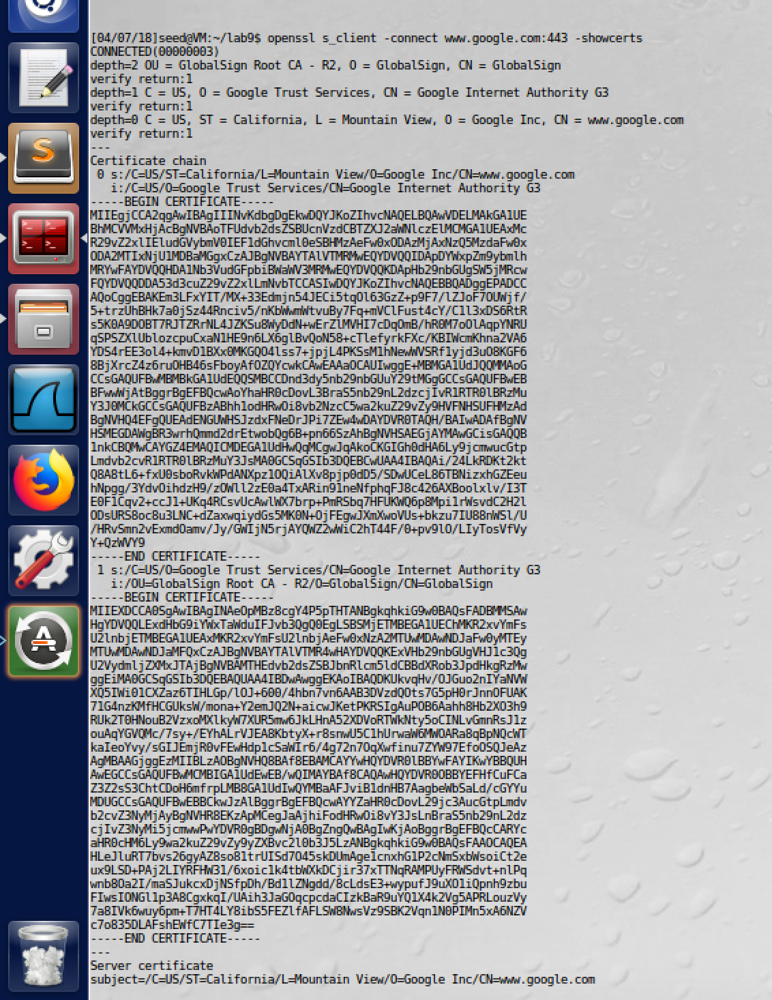 [04/07/18]seed@VM:~/lab9$ openssl s_client -connect www.google.com:443 -showcerts
CONNECTED(00000003)
depth=2 OU = GlobalSign Root CA - R2, O = GlobalSign, CN = GlobalSign
verify return:1
depth=1 C = US, O = Google Trust Services, CN = Google Internet Authority G3
verify return:1
depth=0 C = US, ST = California, L = Mountain View, O = Google Inc, CN = www.google.com
verify return:1
---
Certificate chain
 0 s:/C=US/ST=California/L=Mountain View/O=Google Inc/CN=www.google.com
   i:/C=US/O=Google Trust Services/CN=Google Internet Authority G3
-----BEGIN CERTIFICATE-----
MIIEgjCCA2qgAwIBAgIIINvKdbgDgEkwDQYJKoZIhvcNAQELBQAwVDELMAkGA1UE
BhMCVVMxHjAcBgNVBAoTFUdvb2dsZSBUcnVzdCBTZXJ2aWNlczElMCMGA1UEAxMc
R29vZ2xlIEludGVybmV0IEF1dGhvcml0eSBHMzAeFw0xODAzMjAxNzQ5MzdaFw0x
ODA2MTIxNjU1MDBaMGgxCzAJBgNVBAYTAlVTMRMwEQYDVQQIDApDYWxpZm9ybmlh
MRYwFAYDVQQHDA1Nb3VudGFpbiBWaWV3MRMwEQYDVQQKDApHb29nbGUgSW5jMRcw
FQYDVQQDDA53d3cuZ29vZ2xlLmNvbTCCASIwDQYJKoZIhvcNAQEBBQADggEPADCC
AQoCggEBAKEm3LFxYIT/MX+33Edmjn54JECi5tqOl63GzZ+p9F7/lZJoF7OUWjf/
5+trzUhBHk7a0jSz44Rnciv5/nKbWwmWtvuBy7Fq+mVClFust4cY/C1l3xDS6RtR
s5K0A9DOBT7RJTZRrNL4JZKSu8WyDdN+wErZlMVHI7cDqOmB/hR0M7oOlAqpYNRU
qSPSZXlUblozcpuCxaN1HE9n6LX6glBvQoN58+cTlefyrkFXc/KBIWcmKhna2VA6
YDS4rEE3ol4+kmvD1BXx0MKGQO4lss7+jpjL4PKSsM1hNewWVSRf1yjd3uO8KGF6
8BjXrcZ4z6ruOHB46sFboyAfOZQYcwkCAwEAAaOCAUIwggE+MBMGA1UdJQQMMAoG
CCsGAQUFBwMBMBkGA1UdEQQSMBCCDnd3dy5nb29nbGUuY29tMGgGCCsGAQUFBwEB
BFwwWjAtBggrBgEFBQcwAoYhaHR0cDovL3BraS5nb29nL2dzcjIvR1RTR0lBRzMu
Y3J0MCkGCCsGAQUFBzABhh1odHRwOi8vb2NzcC5wa2kuZ29vZy9HVFNHSUFHMzAd
BgNVHQ4EFgQUEAdENGUWHSJzdxFNeDrJPi7ZEw4wDAYDVR0TAQH/BAIwADAfBgNV
HSMEGDAWgBR3wrhQmmd2drEtwobQg6B+pn66SzAhBgNVHSAEGjAYMAwGCisGAQQB
1nkCBQMwCAYGZ4EMAQICMDEGA1UdHwQqMCgwJqAkoCKGIGh0dHA6Ly9jcmwucGtp
Lmdvb2cvR1RTR0lBRzMuY3JsMA0GCSqGSIb3DQEBCwUAA4IBAQAi/24LkRDKt2kt
Q8A8tL6+fxU0sboRvkWPdANXpz1OQiAlXv8pjp0dD5/SDwUCeL86TBNizxhGZEeu
hNpgg/3YdvOihdzH9/zOWll2zE0a4TxARin91neNfphqFJ8c426AXBoolxlv/I3T
E0F1Cqv2+ccJ1+UKq4RCsvUcAwlWX7brp+PmRSbq7HFUKWQ6p8Mpi1rWsvdC2H2l
ODsURS8oc8u3LNC+dZaxwqiydGs5MK0N+OjFEgwJXmXwoVUs+bkzu7IU88nWSl/U
/HRvSmn2vExmdOamv/Jy/GWIjN5rjAYQWZ2wWiC2hT44F/0+pv9lO/LIyTosVfVy
Y+QzWVY9
-----END CERTIFICATE-----
 1 s:/C=US/O=Google Trust Services/CN=Google Internet Authority G3
   i:/OU=GlobalSign Root CA - R2/O=GlobalSign/CN=GlobalSign
-----BEGIN CERTIFICATE-----
MIIEXDCCA0SgAwIBAgINAeOpMBz8cgY4P5pTHTANBgkqhkiG9w0BAQsFADBMMSAw
HgYDVQQLExdHbG9iYWxTaWduIFJvb3QgQ0EgLSBSMjETMBEGA1UEChMKR2xvYmFs
U2lnbjETMBEGA1UEAxMKR2xvYmFsU2lnbjAeFw0xNzA2MTUwMDAwNDJaFw0yMTEy
MTUwMDAwNDJaMFQxCzAJBgNVBAYTAlVTMR4wHAYDVQQKExVHb29nbGUgVHJ1c3Qg
U2VydmljZXMxJTAjBgNVBAMTHEdvb2dsZSBJbnRlcm5ldCBBdXRob3JpdHkgRzMw
ggEiMA0GCSqGSIb3DQEBAQUAA4IBDwAwggEKAoIBAQDKUkvqHv/OJGuo2nIYaNVW
XQ5IWi01CXZaz6TIHLGp/lOJ+600/4hbn7vn6AAB3DVzdQOts7G5pH0rJnnOFUAK
71G4nzKMfHCGUksW/mona+Y2emJQ2N+aicwJKetPKRSIgAuPOB6Aahh8Hb2XO3h9
RUk2T0HNouB2VzxoMXlkyW7XUR5mw6JkLHnA52XDVoRTWkNty5oCINLvGmnRsJ1z
ouAqYGVQMc/7sy+/EYhALrVJEA8KbtyX+r8snwU5C1hUrwaW6MWOARa8qBpNQcWT
kaIeoYvy/sGIJEmjR0vFEwHdp1cSaWIr6/4g72n7OqXwfinu7ZYW97EfoOSQJeAz
AgMBAAGjggEzMIIBLzAOBgNVHQ8BAf8EBAMCAYYwHQYDVR0lBBYwFAYIKwYBBQUH
AwEGCCsGAQUFBwMCMBIGA1UdEwEB/wQIMAYBAf8CAQAwHQYDVR0OBBYEFHfCuFCa
Z3Z2sS3ChtCDoH6mfrpLMB8GA1UdIwQYMBaAFJviB1dnHB7AagbeWbSaLd/cGYYu
MDUGCCsGAQUFBwEBBCkwJzAlBggrBgEFBQcwAYYZaHR0cDovL29jc3AucGtpLmdv
b2cvZ3NyMjAyBgNVHR8EKzApMCegJaAjhiFodHRwOi8vY3JsLnBraS5nb29nL2dz
cjIvZ3NyMi5jcmwwPwYDVR0gBDgwNjA0BgZngQwBAgIwKjAoBggrBgEFBQcCARYc
aHR0cHM6Ly9wa2kuZ29vZy9yZXBvc2l0b3J5LzANBgkqhkiG9w0BAQsFAAOCAQEA
HLeJluRT7bvs26gyAZ8so81trUISd7O45skDUmAge1cnxhG1P2cNmSxbWsoiCt2e
ux9LSD+PAj2LIYRFHW31/6xoic1k4tbWXkDCjir37xTTNqRAMPUyFRWSdvt+nlPq
wnb8Oa2I/maSJukcxDjNSfpDh/Bd1lZNgdd/8cLdsE3+wypufJ9uXO1iQpnh9zbu
FIwsIONGl1p3A8CgxkqI/UAih3JaGOqcpcdaCIzkBaR9uYQ1X4k2Vg5APRLouzVy
7a8IVk6wuy6pm+T7HT4LY8ibS5FEZlfAFLSW8NwsVz9SBK2Vqn1N0PIMn5xA6NZV
c7o835DLAFshEWfC7TIe3g==
-----END CERTIFICATE-----
---
Server certificate
subject=/C=US/ST=California/L=Mountain View/O=Google Inc/CN=www.google.com